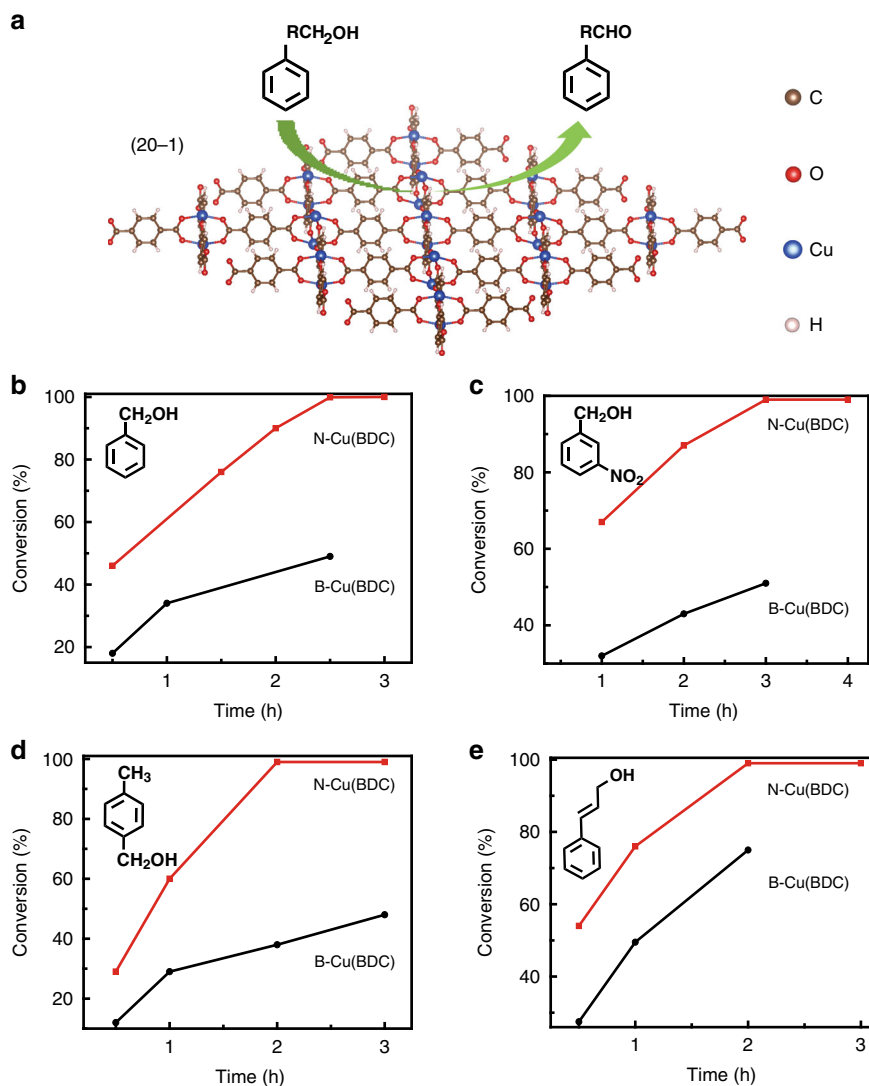 a
RCH₂OH
RCHO
(20–1)
C
O
Cu
H
b
100
80
60
40
20
1
2
3
Conversion (%)
Time (h)
CH₂OH
N-Cu(BDC)
B-Cu(BDC)
c
100
80
60
40
1
2
3
4
Conversion (%)
Time (h)
CH₂OH
NO₂
N-Cu(BDC)
B-Cu(BDC)
d
100
80
60
40
20
1
2
3
Conversion (%)
Time (h)
CH₃
CH₂OH
N-Cu(BDC)
B-Cu(BDC)
e
100
80
60
40
1
2
3
Conversion (%)
Time (h)
OH
N-Cu(BDC)
B-Cu(BDC)